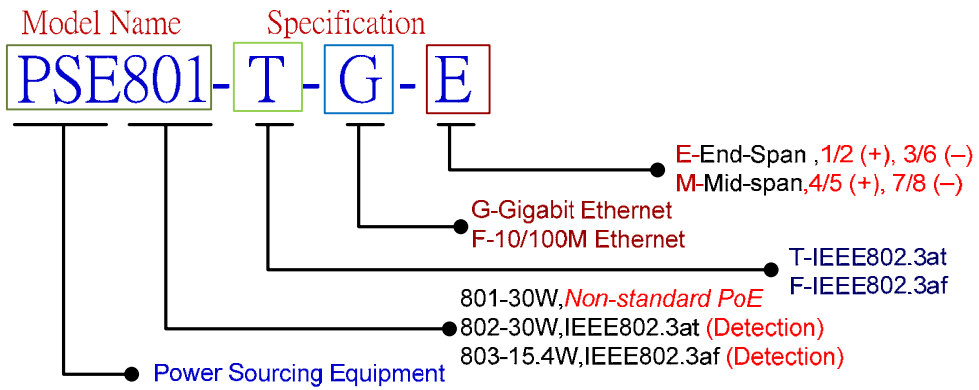 Model Name Specification
PSE801-T-G-E
E-End-Span ,1/2 (+), 3/6 (–)
M-Mid-span,4/5 (+), 7/8 (–)
G-Gigabit Ethernet
F-10/100M Ethernet
T-IEEE802.3at
F-IEEE802.3af
801-30W,Non-standard PoE
802-30W,IEEE802.3at (Detection)
803-15.4W,IEEE802.3af (Detection)
Power Sourcing Equipment